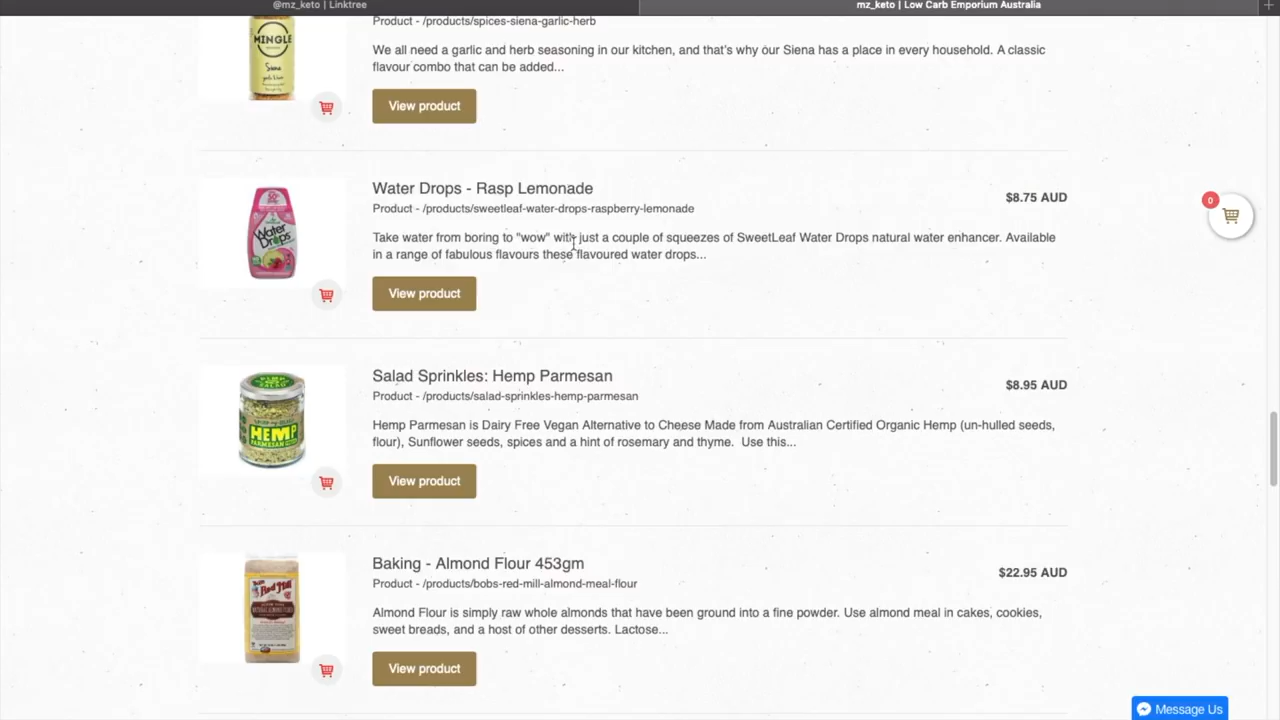 @mz_keto | Linktree
mz_keto | Low Carb Emporium Australia
Product - /products/spices-siena-garlic-herb
MINGLE
Siena
We all need a garlic and herb seasoning in our kitchen, and that's why our Siena has a place in every household. A classic
flavour combo that can be added...
View product
Water Drops - Rasp Lemonade
$8.75 AUD
Product - /products/sweetleaf-water-drops-raspberry-lemonade
0
Water
Drops
Take water from boring to "wow" with just a couple of squeezes of SweetLeaf Water Drops natural water enhancer. Available
in a range of fabulous flavours these flavoured water drops...
View product
Salad Sprinkles: Hemp Parmesan
$8.95 AUD
Product - /products/salad-sprinkles-hemp-parmesan
HEMP
Hemp Parmesan is Dairy Free Vegan Alternative to Cheese Made from Australian Certified Organic Hemp (un-hulled seeds,
flour), Sunflower seeds, spices and a hint of rosemary and thyme.  Use this...
View product
Baking - Almond Flour 453gm
$22.95 AUD
Product - /products/bobs-red-mill-almond-meal-flour
Red Mill
Almond Flour is simply raw whole almonds that have been ground into a fine powder. Use almond meal in cakes, cookies,
sweet breads, and a host of other desserts. Lactose...
View product
Message Us